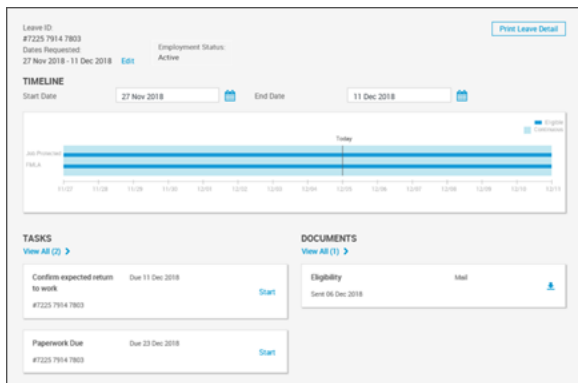 Leave ID:
#7225 7914 7803
Dates Requested:
27 Nov 2018 - 11 Dec 2018 Edit
Employment Status:
Active
Print Leave Detail
TIMELINE
Start Date 27 Nov 2018 End Date 11 Dec 2018
Eligible
Continuous
Today
Job Protected
FMLA
11/27 11/28 11/29 11/30 12/01 12/02 12/03 12/04 12/05 12/06 12/07 12/08 12/09 12/10 12/11
TASKS
View All (2) >
Confirm expected return to work Due 11 Dec 2018
#7225 7914 7803
Start
Paperwork Due Due 23 Dec 2018
#7225 7914 7803
Start
DOCUMENTS
View All (1) >
Eligibility Mail
Sent 06 Dec 2018